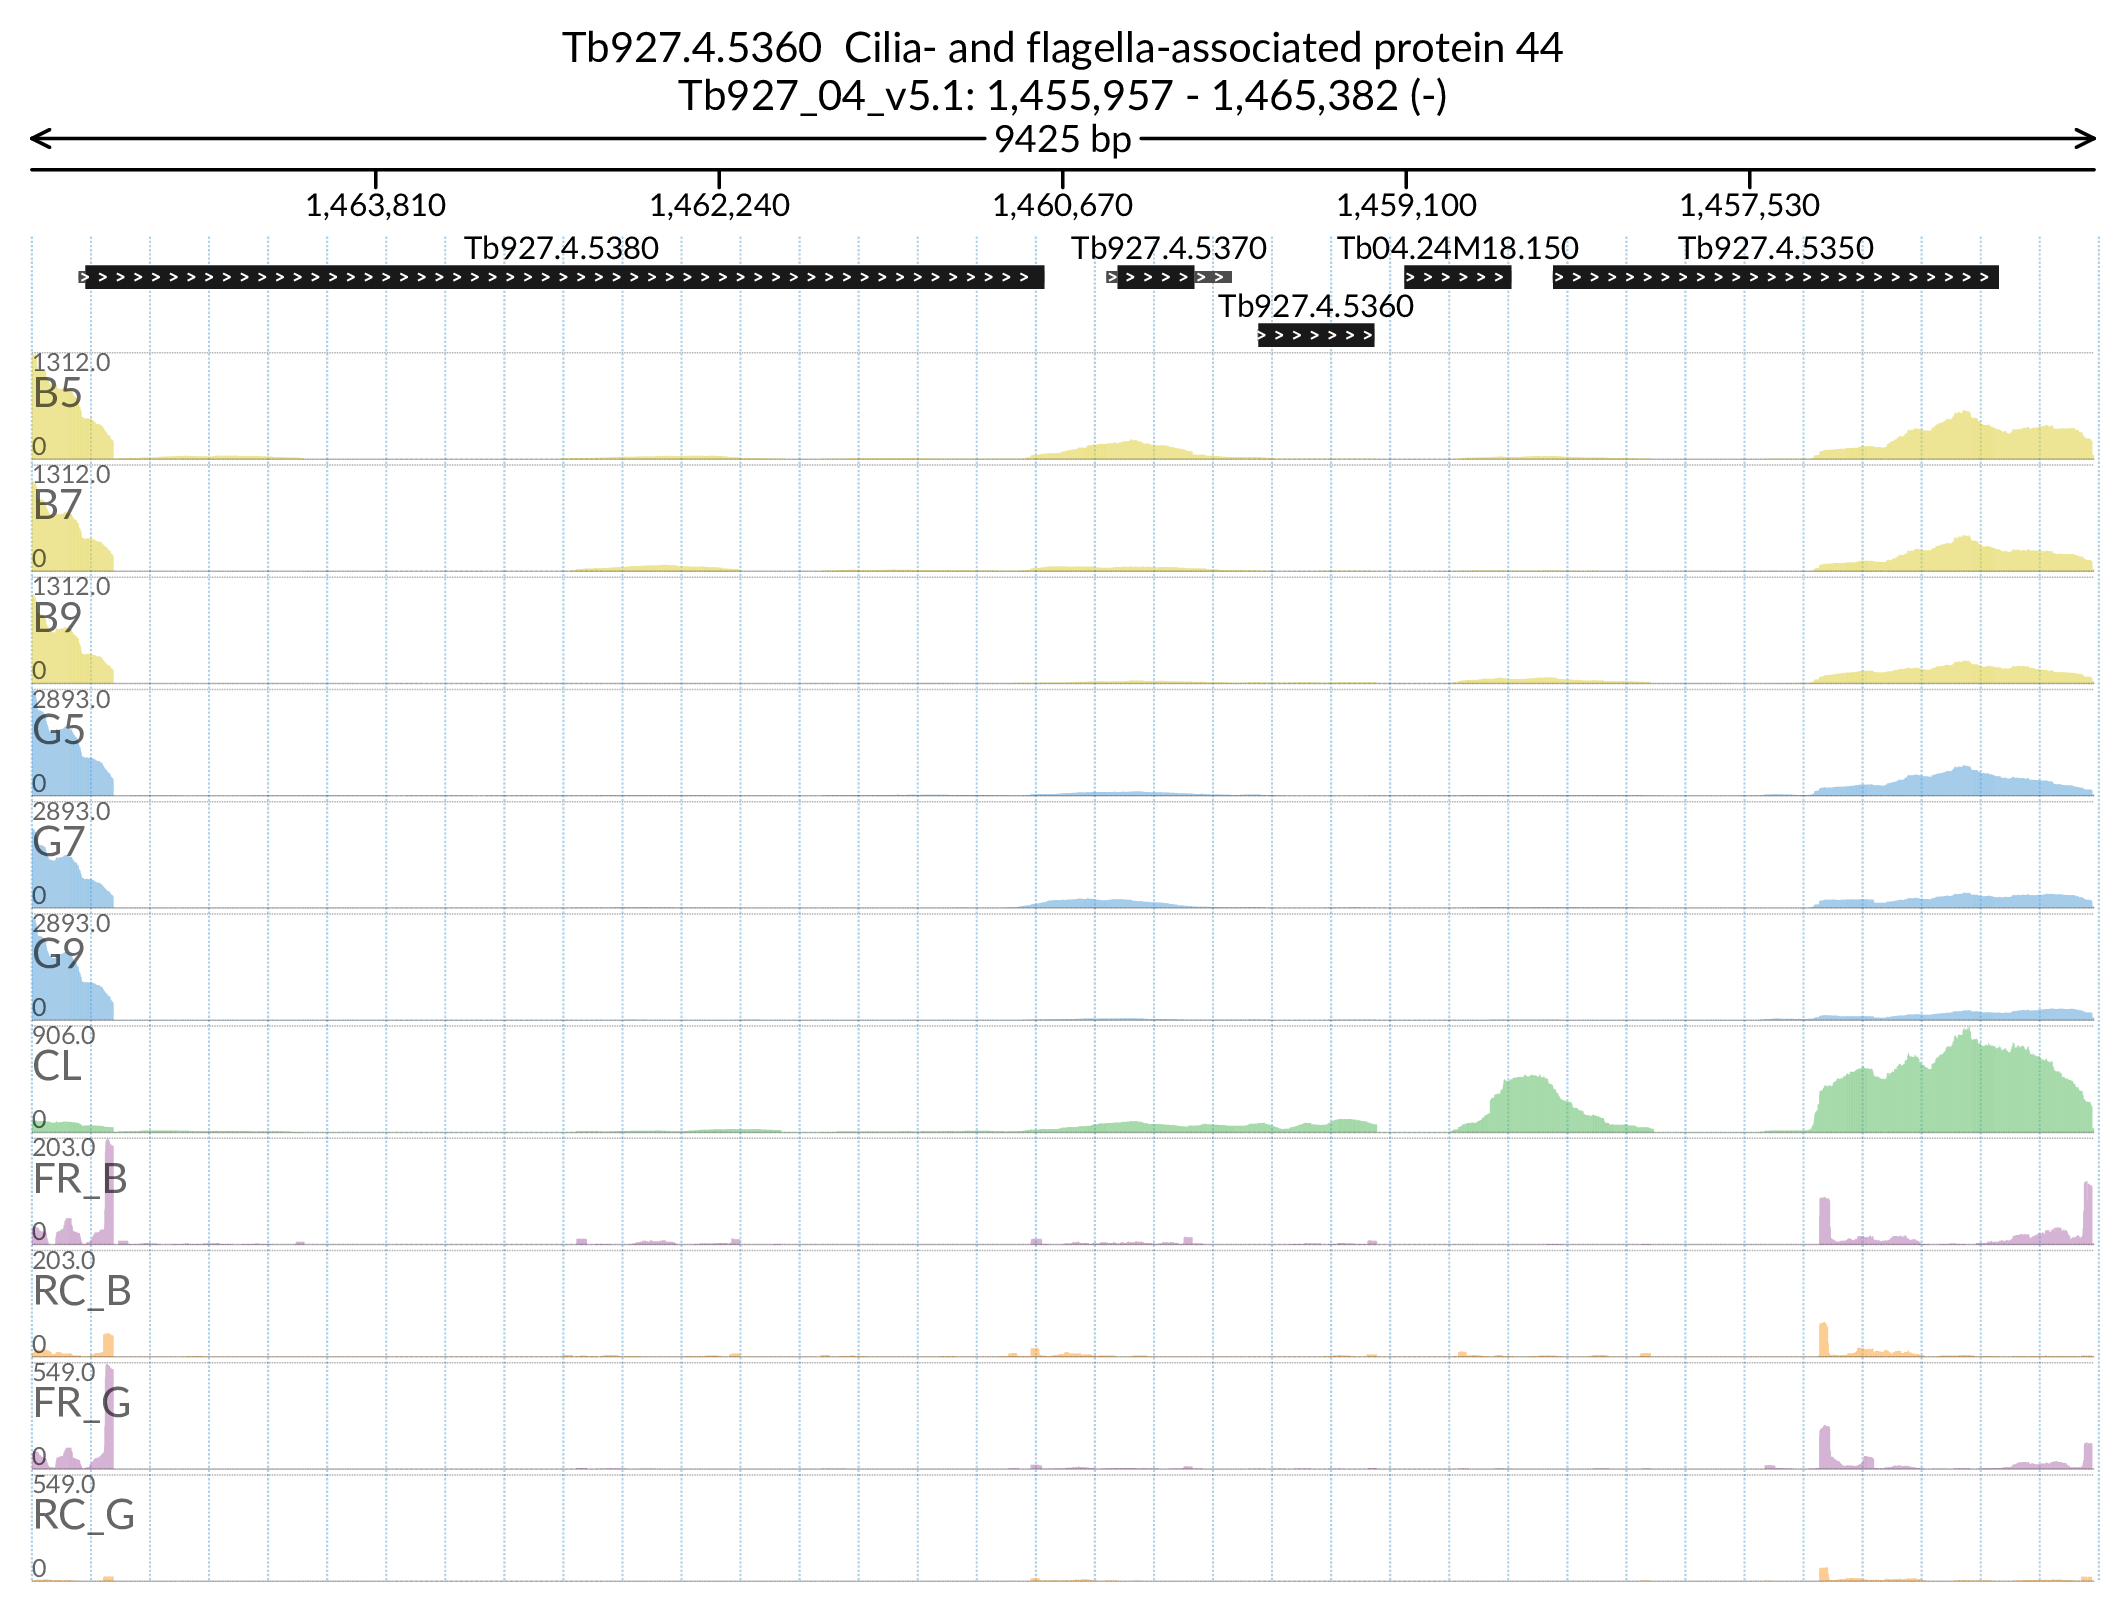 Tb927.4.5360  Cilia- and flagella-associated protein 44
Tb927_04_v5.1: 1,455,957 - 1,465,382 (-)
9425 bp
1,463,810 1,462,240 1,460,670 1,459,100 1,457,530
Tb927.4.5380 Tb927.4.5370 Tb04.24M18.150 Tb927.4.5350
Tb927.4.5360
1312.0
B5
0
1312.0
B7
0
1312.0
B9
0
2893.0
G5
0
2893.0
G7
0
2893.0
G9
0
906.0
CL
0
203.0
FR_B
0
203.0
RC_B
0
549.0
FR_G
0
549.0
RC_G
0